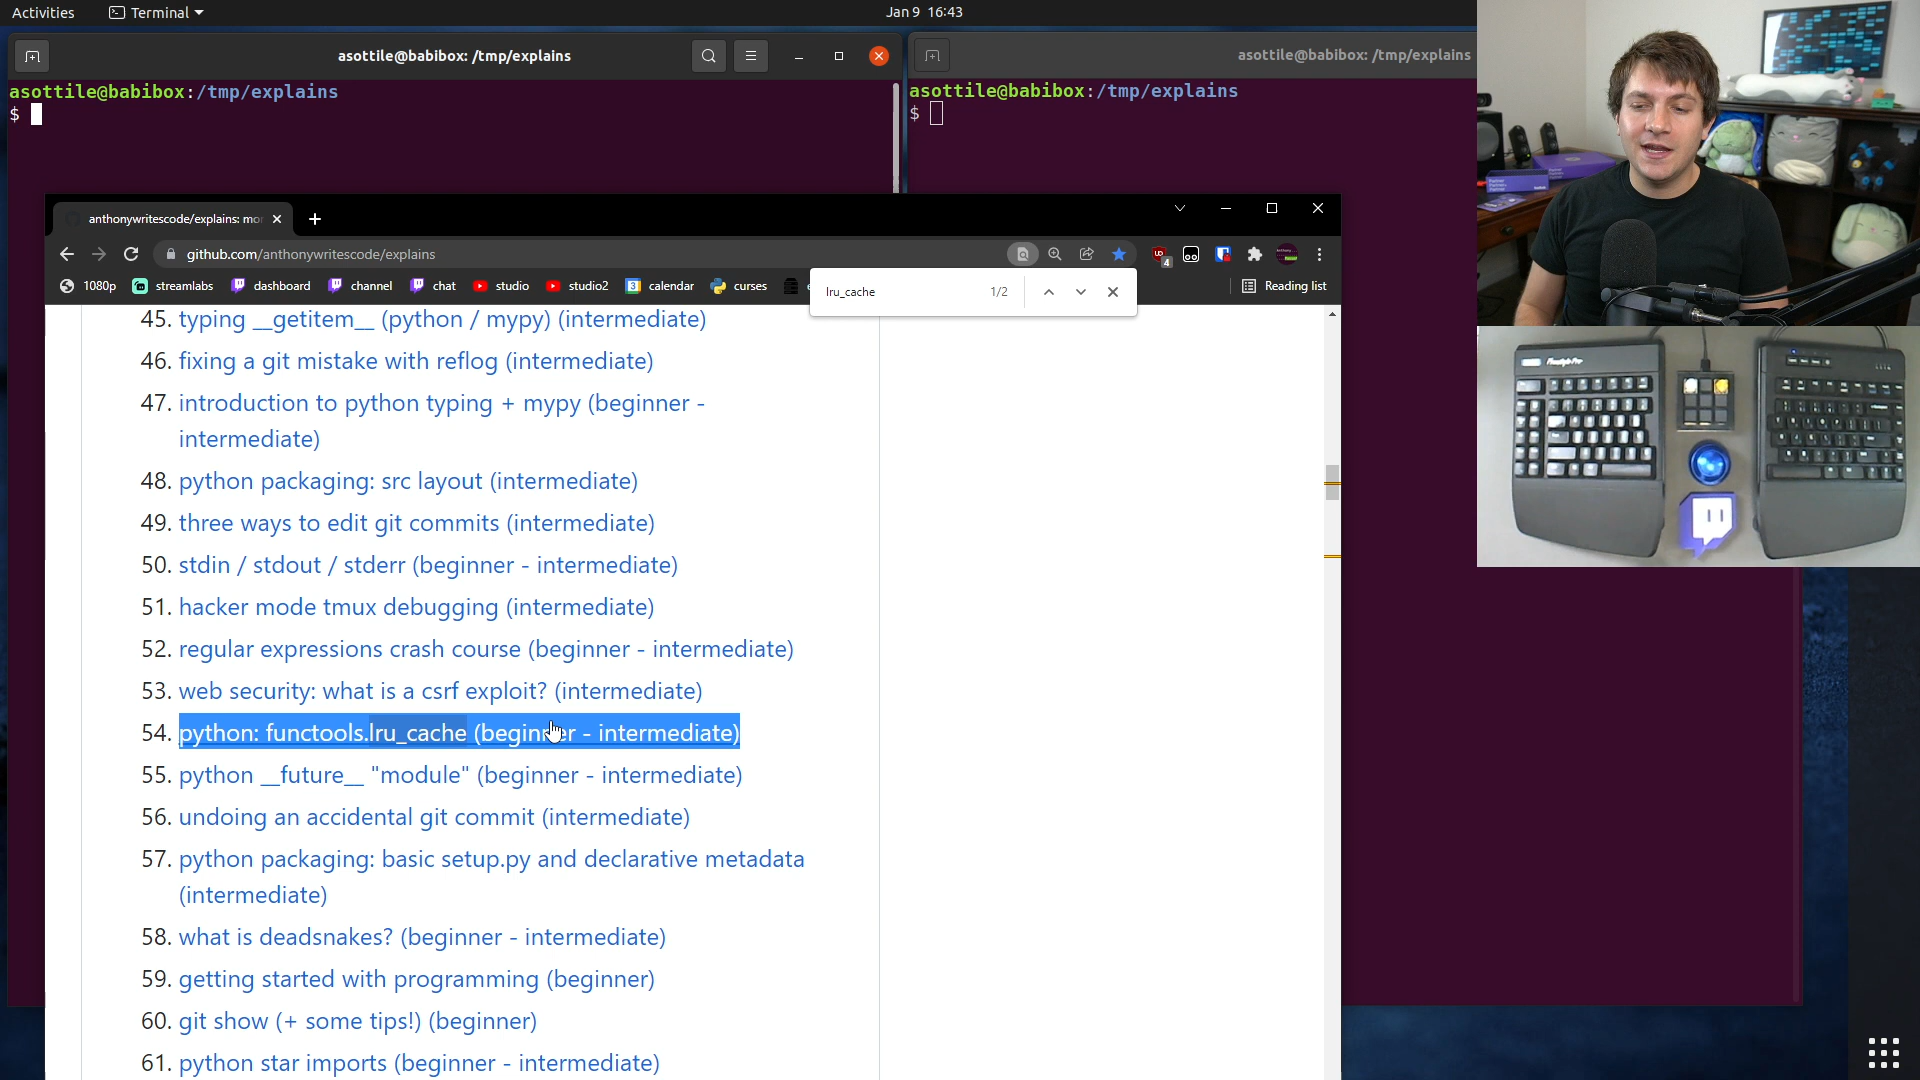 Activities
Terminal
Jan 9 16:43
asottile@babibox: /tmp/explains
asottile@babibox: /tmp/explains
asottile@babibox:/tmp/explains
$
asottile@babibox:/tmp/explains
$
anthonywritescode/explains: mo
github.com/anthonywritescode/explains
4
1080p
streamlabs
dashboard
channel
chat
studio
studio2
calendar
curses
Reading list
lru_cache
1/2
45. typing __getitem__ (python / mypy) (intermediate)
46. fixing a git mistake with reflog (intermediate)
47. introduction to python typing + mypy (beginner -
intermediate)
48. python packaging: src layout (intermediate)
49. three ways to edit git commits (intermediate)
50. stdin / stdout / stderr (beginner - intermediate)
51. hacker mode tmux debugging (intermediate)
52. regular expressions crash course (beginner - intermediate)
53. web security: what is a csrf exploit? (intermediate)
54. python: functools.lru_cache (beginner - intermediate)
55. python __future__ "module" (beginner - intermediate)
56. undoing an accidental git commit (intermediate)
57. python packaging: basic setup.py and declarative metadata
(intermediate)
58. what is deadsnakes? (beginner - intermediate)
59. getting started with programming (beginner)
60. git show (+ some tips!) (beginner)
61. python star imports (beginner - intermediate)